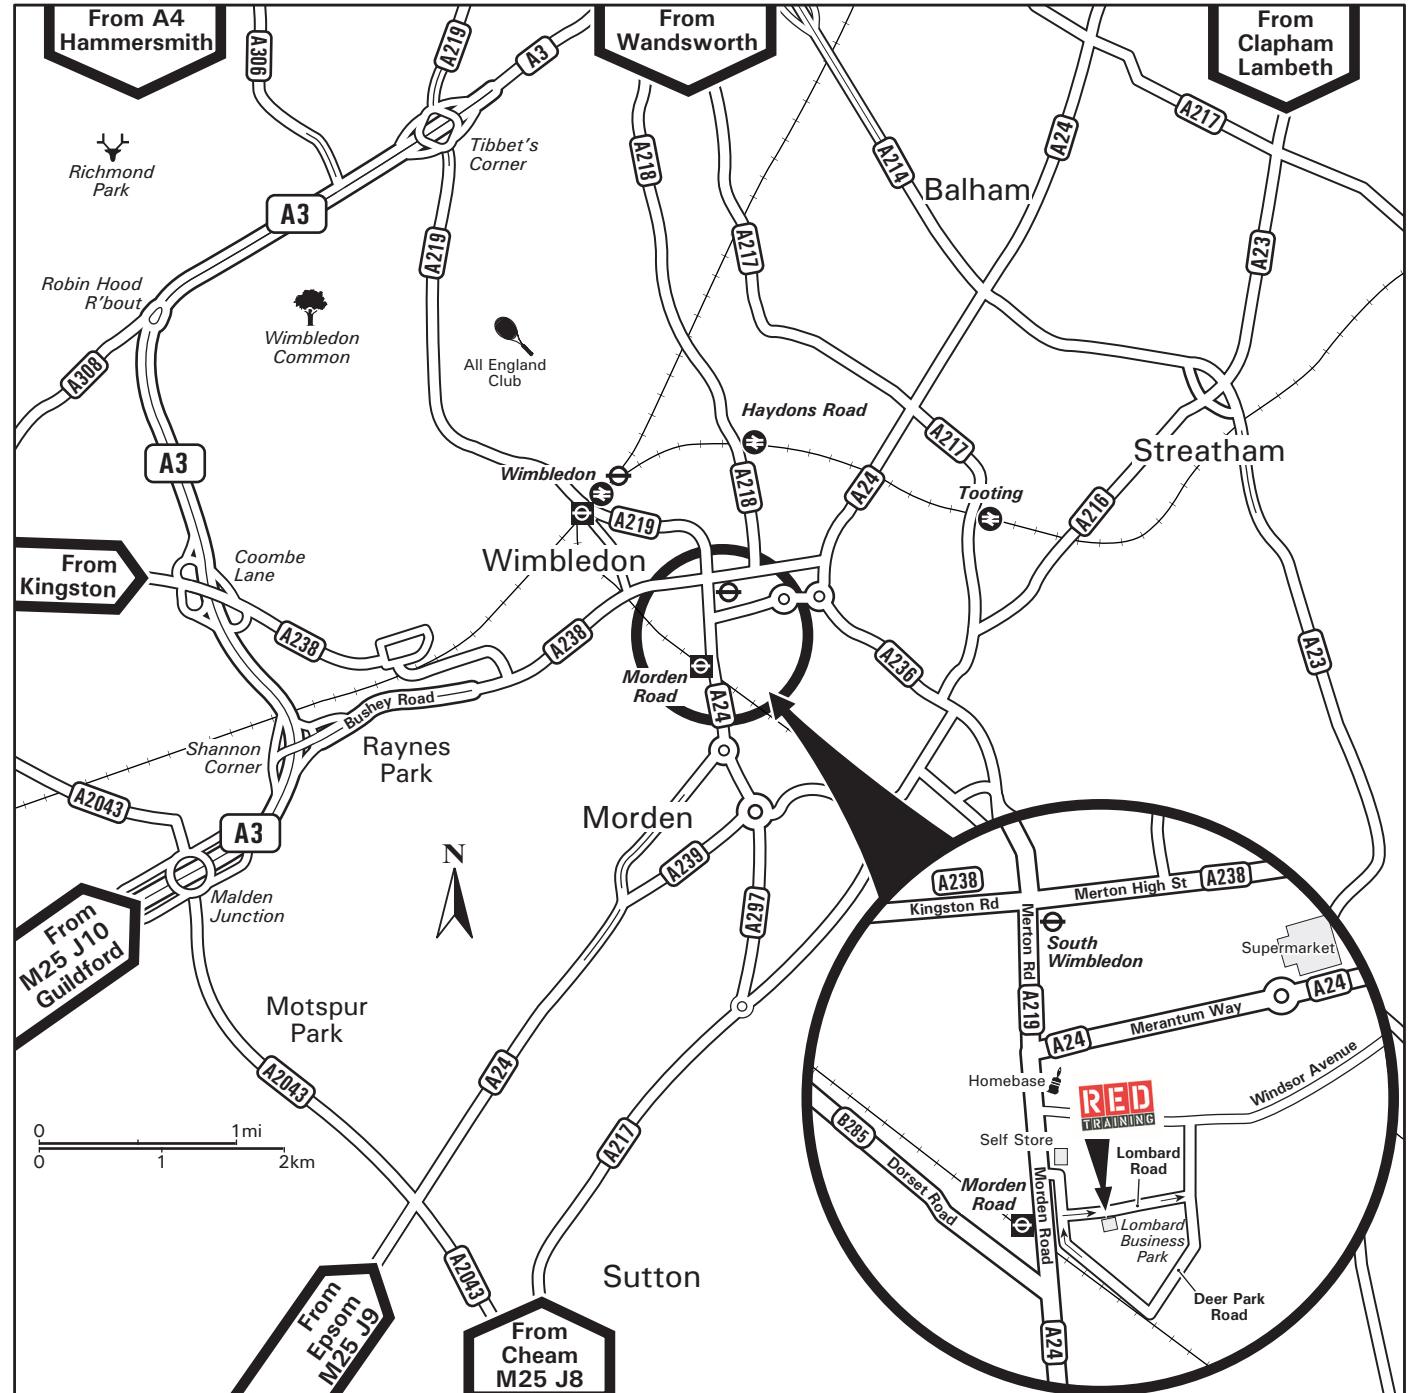 From A4
Hammersmith
From
Wandsworth
From
Clapham
Lambeth
A306
A219
A3
A217
A24
Tibbet's
Corner
A218
A214
Richmond
Park
Balham
A3
A219
A217
A23
Robin Hood
R'bout
Wimbledon
Common
All England
Club
A308
Haydons Road
A217
A3
Streatham
Wimbledon
A218
A24
Tooting
A216
A219
From
Kingston
Coombe
Lane
Wimbledon
A238
A238
A236
A23
Morden
Road
A24
Bushey Road
Shannon
Corner
Raynes
Park
A2043
A3
Morden
N
A239
A297
Malden
Junction
From
M25 J10
Guildford
Motspur
Park
A2043
A24
A217
0
1mi
0
1
2km
A2043
Sutton
From
Epsom
M25 J9
From
Cheam
M25 J8
A238
Kingston Rd
Merton High St
A238
Merton Rd
South
Wimbledon
Supermarket
A219
A24
A24
Merantum Way
Homebase
RED
TRAINING
Windsor Avenue
B285
Self Store
Lombard
Road
Dorset Road
Morden
Road
Morden Road
Lombard
Business
Park
Deer Park
Road
A24